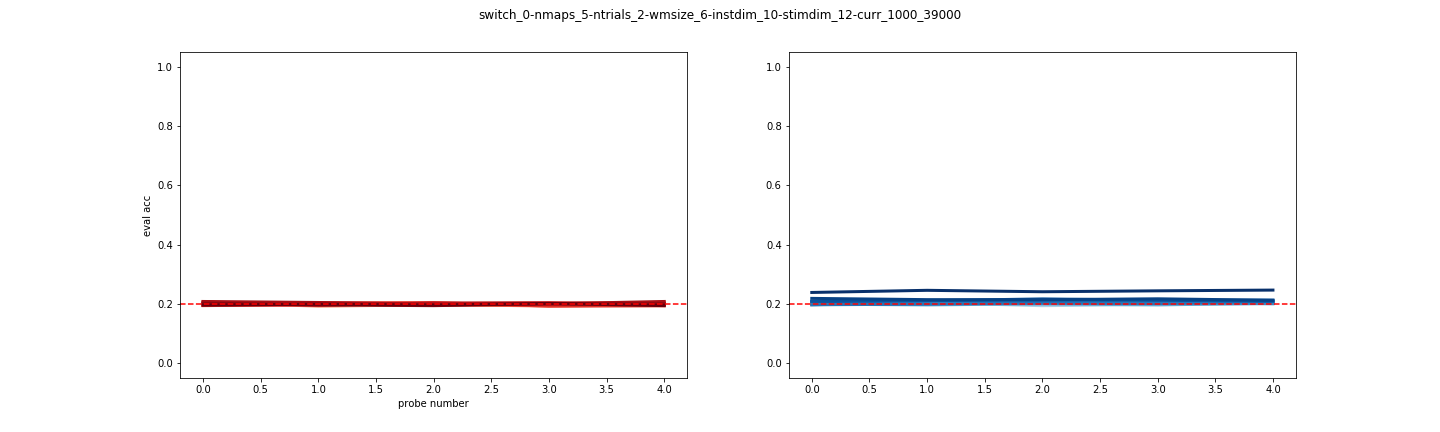 switch_0-nmaps_5-ntrials_2-wmsize_6-instdim_10-stimdim_12-curr_1000_39000
1.0
0.8
0.6
0.4
0.2
0.0
eval acc
0.0 0.5 1.0 1.5 2.0 2.5 3.0 3.5 4.0
probe number
1.0
0.8
0.6
0.4
0.2
0.0
0.0 0.5 1.0 1.5 2.0 2.5 3.0 3.5 4.0